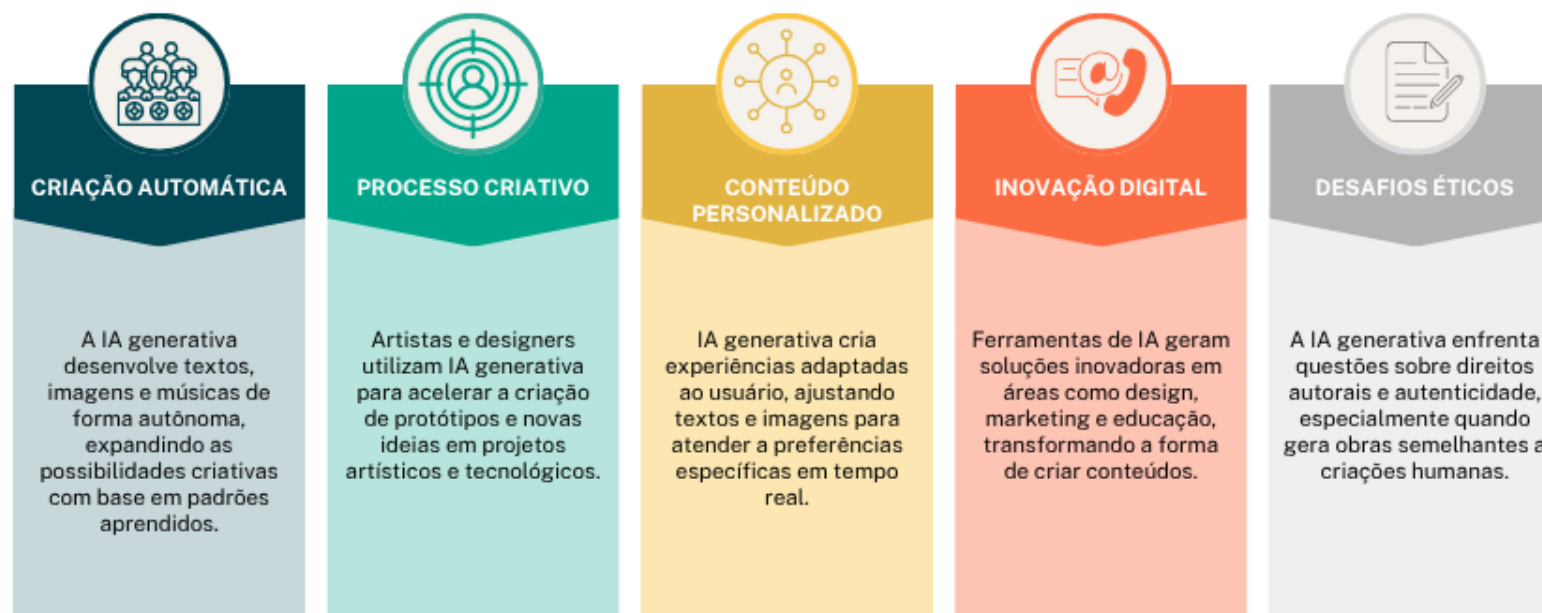 CRIAÇÃO AUTOMÁTICA
A IA generativa
desenvolve textos,
imagens e músicas de
forma autônoma,
expandindo as
possibilidades criativas
com base em padrões
aprendidos.
PROCESSO CRIATIVO
Artistas e designers
utilizam IA generativa
para acelerar a criação
de protótipos e novas
ideias em projetos
artísticos e tecnológicos.
CONTEÚDO
PERSONALIZADO
IA generativa cria
experiências adaptadas
ao usuário, ajustando
textos e imagens para
atender a preferências
específicas em tempo
real.
INOVAÇÃO DIGITAL
Ferramentas de IA geram
soluções inovadoras em
áreas como design,
marketing e educação,
transformando a forma
de criar conteúdos.
DESAFIOS ÉTICOS
A IA generativa enfrenta
questões sobre direitos
autorais e autenticidade,
especialmente quando
gera obras semelhantes a
criações humanas.